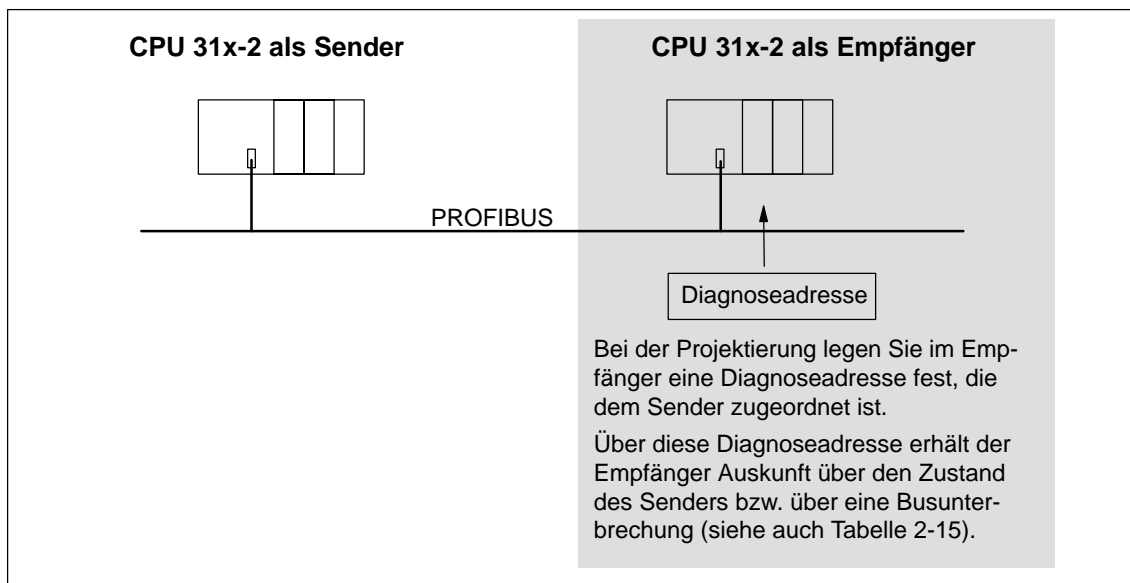 CPU 31x-2 als Sender
CPU 31x-2 als Empfänger
PROFIBUS
Diagnoseadresse
Bei der Projektierung legen Sie im Emp-
fänger eine Diagnoseadresse fest, die
dem Sender zugeordnet ist.
Über diese Diagnoseadresse erhält der
Empfänger Auskunft über den Zustand
des Senders bzw. über eine Busunter-
brechung (siehe auch Tabelle 2-15).